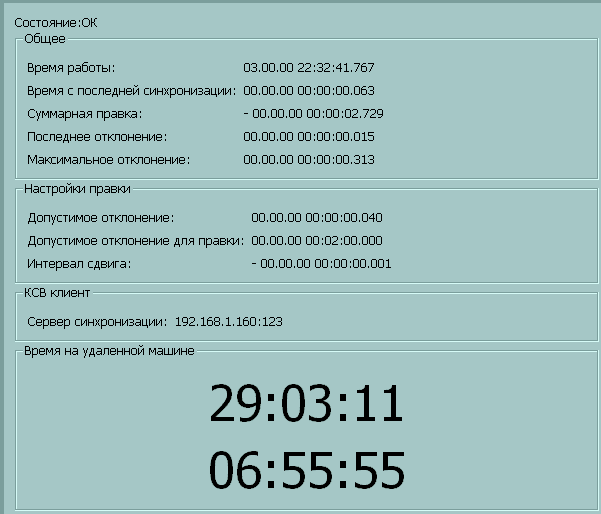 Состояние:ОК
Общее
Время работы: 03.00.00 22:32:41.767
Время с последней синхронизации: 00.00.00 00:00:00.063
Суммарная правка: - 00.00.00 00:00:02.729
Последнее отклонение: 00.00.00 00:00:00.015
Максимальное отклонение: 00.00.00 00:00:00.313
Настройки правки
Допустимое отклонение: 00.00.00 00:00:00.040
Допустимое отклонение для правки: 00.00.00 00:02:00.000
Интервал сдвига: - 00.00.00 00:00:00.001
КСВ клиент
Сервер синхронизации: 192.168.1.160:123
Время на удаленной машине
29:03:11
06:55:55